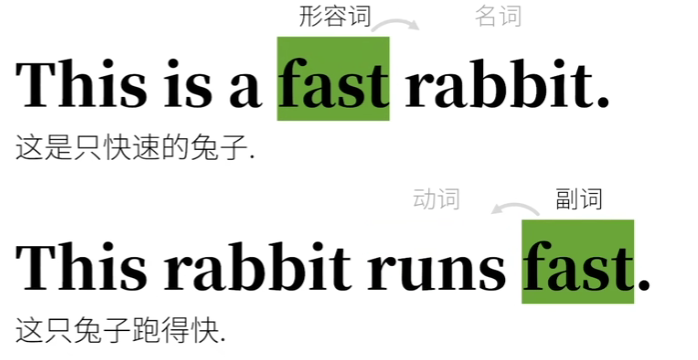 形容词 名词
This is a fast rabbit.
这是只快速的兔子.
动词 副词
This rabbit runs fast.
这只兔子跑得快.